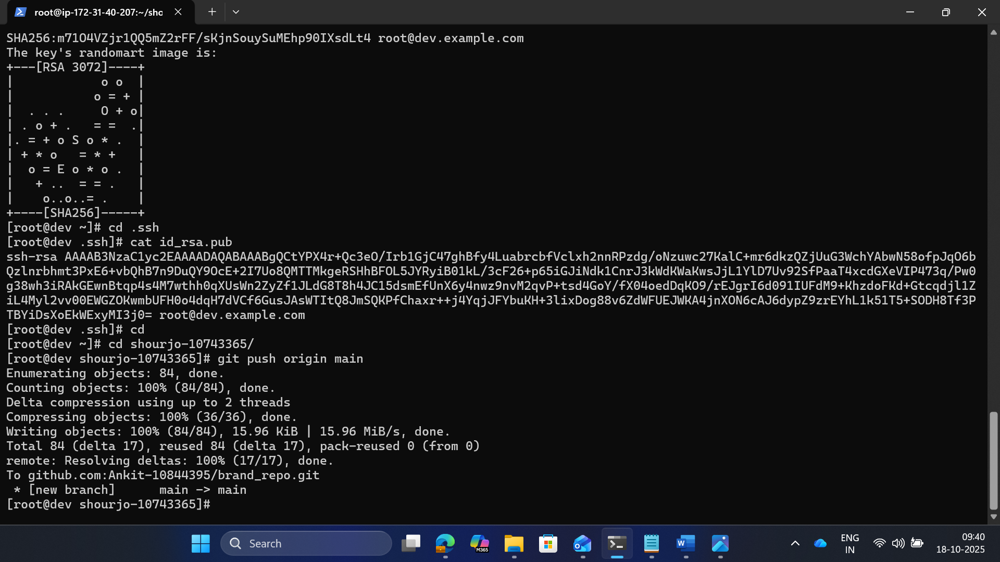 root@ip-172-31-40-207:~/sho
SHA256:m71O4VZjr1QQ5mZ2rFF/sKjnSouySuMEhp90IXsdLt4 root@dev.example.com
The key's randomart image is:
+---[RSA 3072]----+
|            o o  |
|           o = + |
|  . . .     O + o|
| . o + .   = =  .|
|. = + o S o * .  |
| + * o   = * +   |
|  o = E o * o .  |
|   + ..  = = .   |
|    o..o..= .    |
+----[SHA256]-----+
[root@dev ~]# cd .ssh
[root@dev .ssh]# cat id_rsa.pub
ssh-rsa AAAAB3NzaC1yc2EAAAADAQABAAABgQCtYPX4r+Qc3eO/Irb1GjC47ghBfy4LuabrcbfVclxh2nnRPzdg/oNzuwc27KalC+mr6dkzQZjUuG3WchYAbwN58ofpJqO6b
Qzlnrbhmt3PxE6+vbQhB7n9DuQY9OcE+2I7Uo8QMTTMkgeRSHhBFOL5JYRyiB01kL/3cF26+p65iGJiNdk1CnrJ3kWdKWaKwsJjL1YlD7Uv92SfPaaT4xcdGXeVIP473q/Pw0
g38wh3iRAkGEwnBtqp4s4M7wthh0qXUsWn2ZyZf1JLdG8T8h4JC15dsmEfUnX6y4nwz9nvM2qvP+tsd4GoY/fX04oedDqKO9/rEJgrI6d091IUFdM9+KhzdoFKd+Gtcqdjl1Z
iL4Myl2vv00EWGZOKwmbUFH0o4dqH7dVCf6GusJAsWTItQ8JmSQKPfChaxr++j4YqjJFYbuKH+3lixDog88v6ZdWFUEJWKA4jnXON6cAJ6dypZ9zrEYhL1k51T5+SODH8Tf3P
TBYiDsXoEkWExyMI3j0= root@dev.example.com
[root@dev .ssh]# cd
[root@dev ~]# cd shourjo-10743365/
[root@dev shourjo-10743365]# git push origin main
Enumerating objects: 84, done.
Counting objects: 100% (84/84), done.
Delta compression using up to 2 threads
Compressing objects: 100% (36/36), done.
Writing objects: 100% (84/84), 15.96 KiB | 15.96 MiB/s, done.
Total 84 (delta 17), reused 84 (delta 17), pack-reused 0 (from 0)
remote: Resolving deltas: 100% (17/17), done.
To github.com:Ankit-10844395/brand_repo.git
 * [new branch]      main -> main
[root@dev shourjo-10743365]#
Search
M365
ENG
IN
09:40
18-10-2025